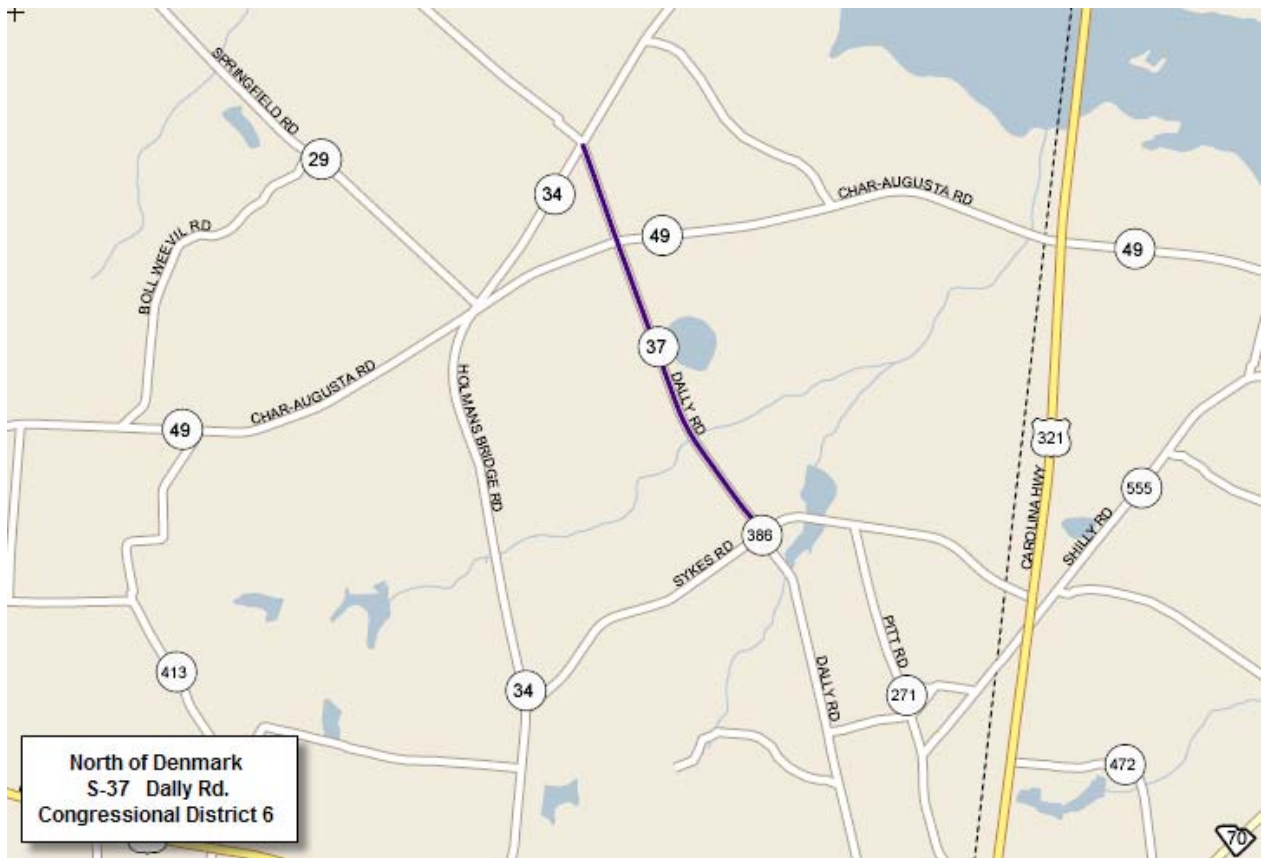 SPRINGFIELD RD
29
34
CHAR-AUGUSTA RD
49
49
BOLL WEEVIL RD
37
DALLY RD
CHAR-AUGUSTA RD
49
HOLMANS BRIDGE RD
321
CAROLINA HWY
555
SHILLY RD
386
SYKES RD
PITT RD
DALLY RD
271
413
34
472
70
North of Denmark
S-37 Dally Rd.
Congressional District 6